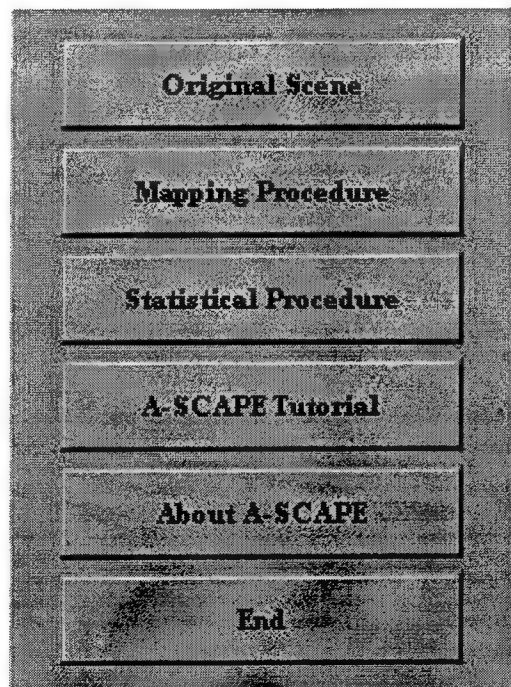 Original Scene
Mapping Procedure
Statistical Procedure
A-SCAPE Tutorial
About A-SCAPE
End